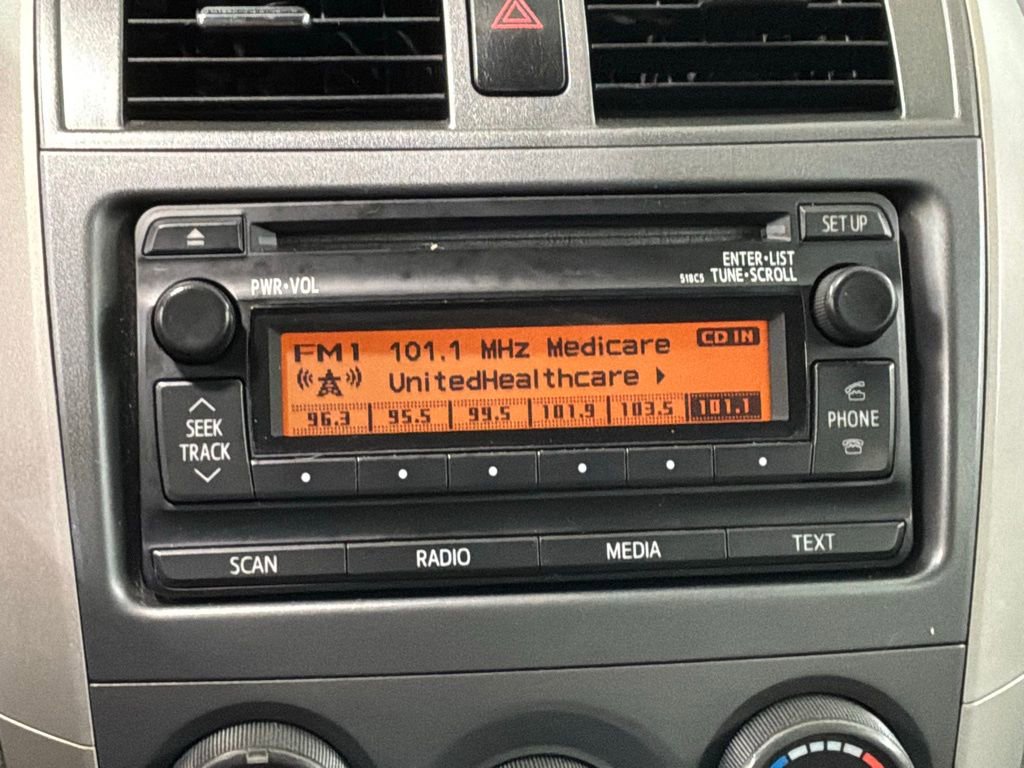 SET UP
PWR•VOL
ENTER•LIST
518C5 TUNE•SCROLL
FM1 101.1 MHz Medicare CD IN
UnitedHealthcare
96.3 95.5 99.5 101.9 103.5 101.1
SEEK
TRACK
PHONE
SCAN RADIO MEDIA TEXT